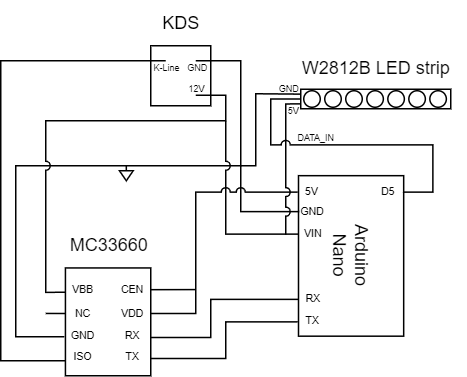 KDS
K-Line GND
12V
W2812B LED strip
GND
5V
DATA_IN
5V D5
GND
VIN
Arduino
Nano
RX
TX
MC33660
VBB CEN
NC VDD
GND RX
ISO TX